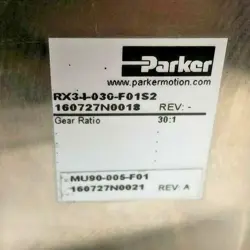 Parker
www.parkermotion.com
RX3-I-030-F01S2
160727N0018 REV: -
Gear Ratio 30:1
MU90-005-F01
160727N0021 REV: A